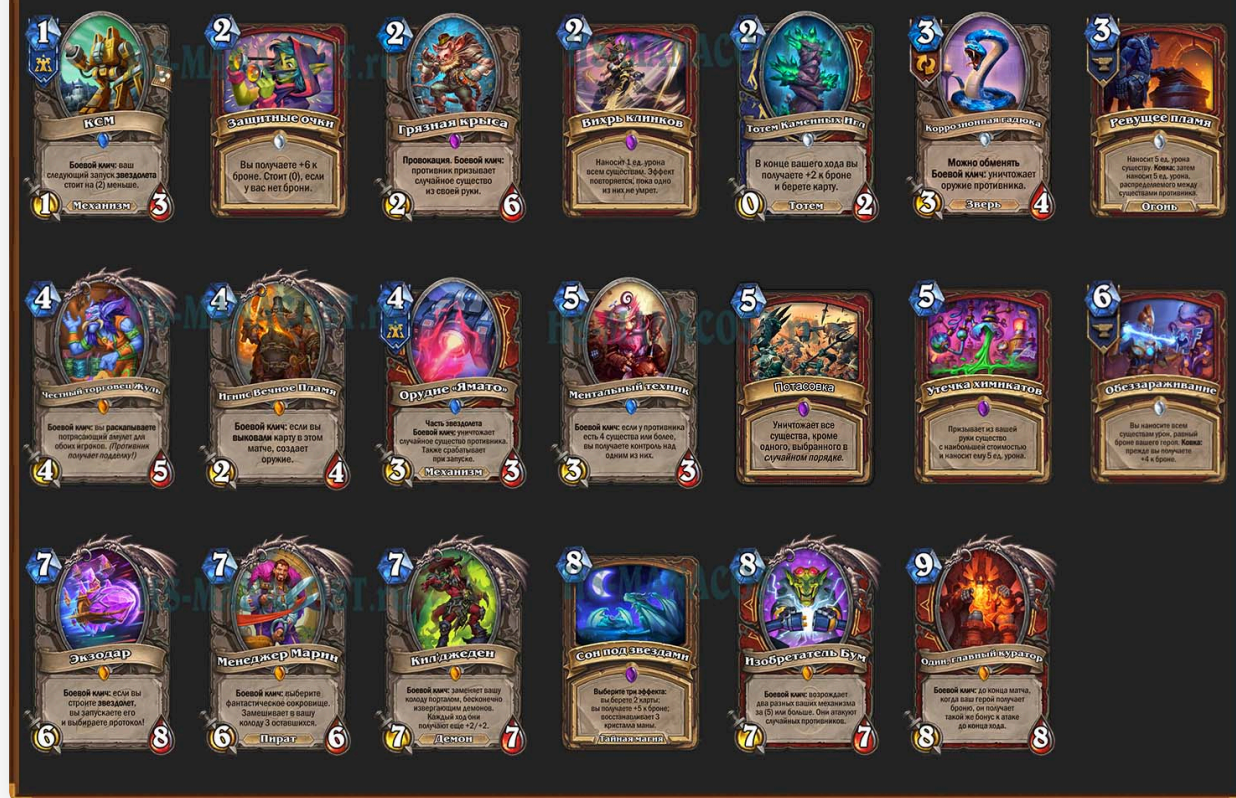 1
КСМ
Боевой клич: ваш
следующий запуск звездолета
стоит на (2) меньше.
1
Механизм
3
2
Защитные очки
Вы получаете +6 к
броне. Стоит (0), если
у вас нет брони.
2
Грязная крыса
Провокация. Боевой клич:
противник призывает
случайное существо
из своей руки.
2
6
2
Вихрь клинков
Наносит 1 ед. урона
всем существам. Эффект
повторяется, пока одно
из них не умрет.
2
Тотем Каменных Игл
В конце вашего хода вы
получаете +2 к броне
и берете карту.
0
Тотем
2
3
Коррозионная гадюка
Можно обменять
Боевой клич: уничтожает
оружие противника.
3
Зверь
4
3
Ревущее пламя
Наносит 5 ед. урона
существу. Ковка: затем
наносит 5 ед. урона,
распределяемого между
существами противника.
Огонь
4
Честный торговец Жульк
Боевой клич: вы раскапываете
потрясающий амулет для
обоих игроков. (Противник
получает подделку!)
4
5
4
Игнис Вечное Пламя
Боевой клич: если вы
выковали карту в этом
матче, создает
оружие.
2
4
4
Орудие «Ямато»
Часть звездолета
Боевой клич: уничтожает
случайное существо противника.
Также срабатывает
при запуске.
3
Механизм
3
5
Ментальный техник
Боевой клич: если у противника
есть 4 существа или более,
вы получаете контроль над
одним из них.
3
3
5
Потасовка
Уничтожает все
существа, кроме
одного, выбранного в
случайном порядке.
5
Утечка химикатов
Призывает из вашей
руки существо
с наибольшей стоимостью
и наносит ему 5 ед. урона.
6
Обеззараживание
Вы наносите всем
существам урон, равный
броне вашего героя. Ковка:
прежде вы получаете
+4 к броне.
7
Экзодар
Боевой клич: если вы
строите звездолет,
вы запускаете его
и выбираете протокол!
6
8
7
Менеджер Марин
Боевой клич: выберите
фантастическое сокровище.
Замешивает в вашу
колоду 3 оставшихся.
6
Пират
6
7
Кил'джеден
Боевой клич: заменяет вашу
колоду порталом, бесконечно
извергающим демонов.
Каждый ход они
получают еще +2/+2.
7
Демон
7
8
Сон под звездами
Выберите три эффекта:
вы берете 2 карты;
вы получаете +5 к броне;
восстанавливает 3
кристалла маны.
Тайная магия
8
Изобретатель Бум
Боевой клич: возрождает
два разных ваших механизма
за (5) или больше. Они атакуют
случайных противников.
7
7
9
Один, главный куратор
Боевой клич: до конца матча,
когда ваш герой получает
броню, он получает
такой же бонус к атаке
до конца хода.
8
8